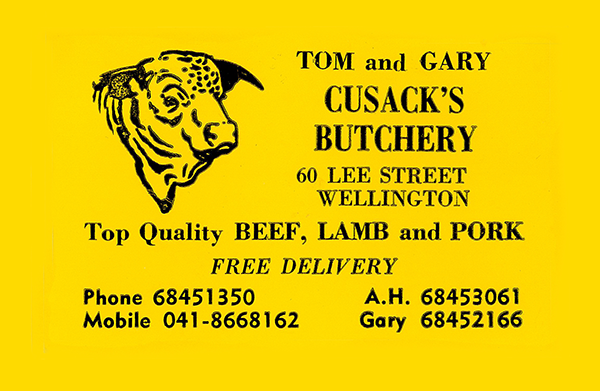 TOM and GARY
CUSACK'S
BUTCHERY
60 LEE STREET
WELLINGTON
Top Quality BEEF, LAMB and PORK
FREE DELIVERY
Phone 68451350 A.H. 68453061
Mobile 041-8668162 Gary 68452166